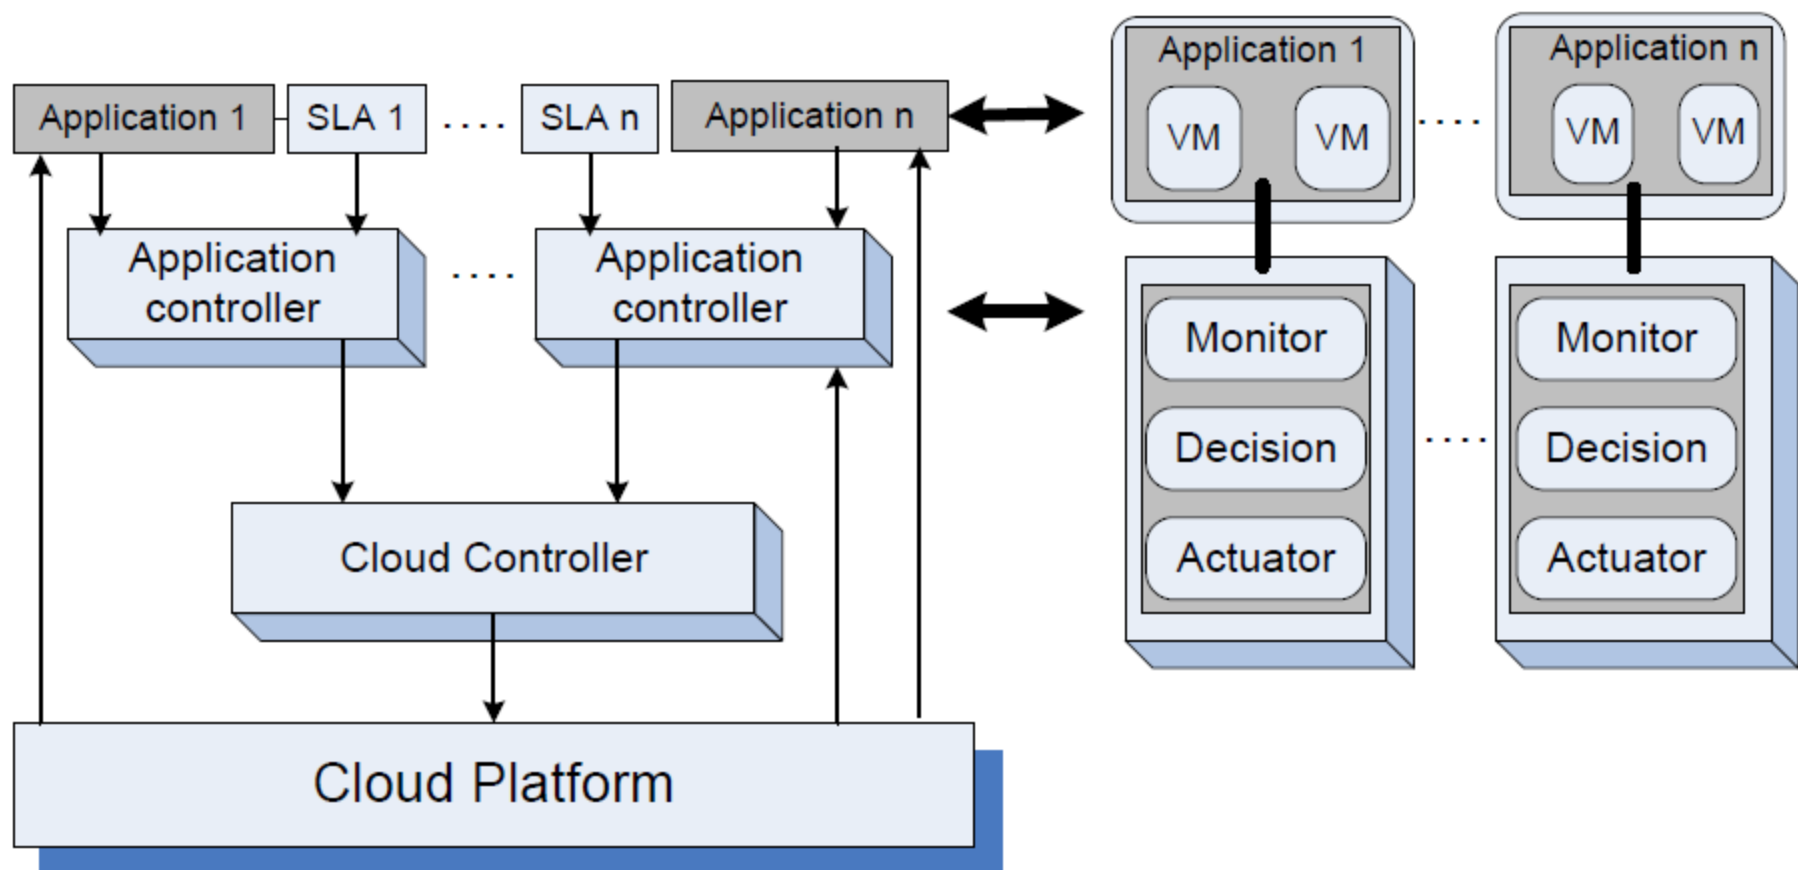 Application 1
SLA 1
. . . .
SLA n
Application n
Application
controller
. . . .
Application
controller
Cloud Controller
Cloud Platform
Application 1
VM
VM
. . . .
Application n
VM
VM
Monitor
Decision
Actuator
. . . .
Monitor
Decision
Actuator